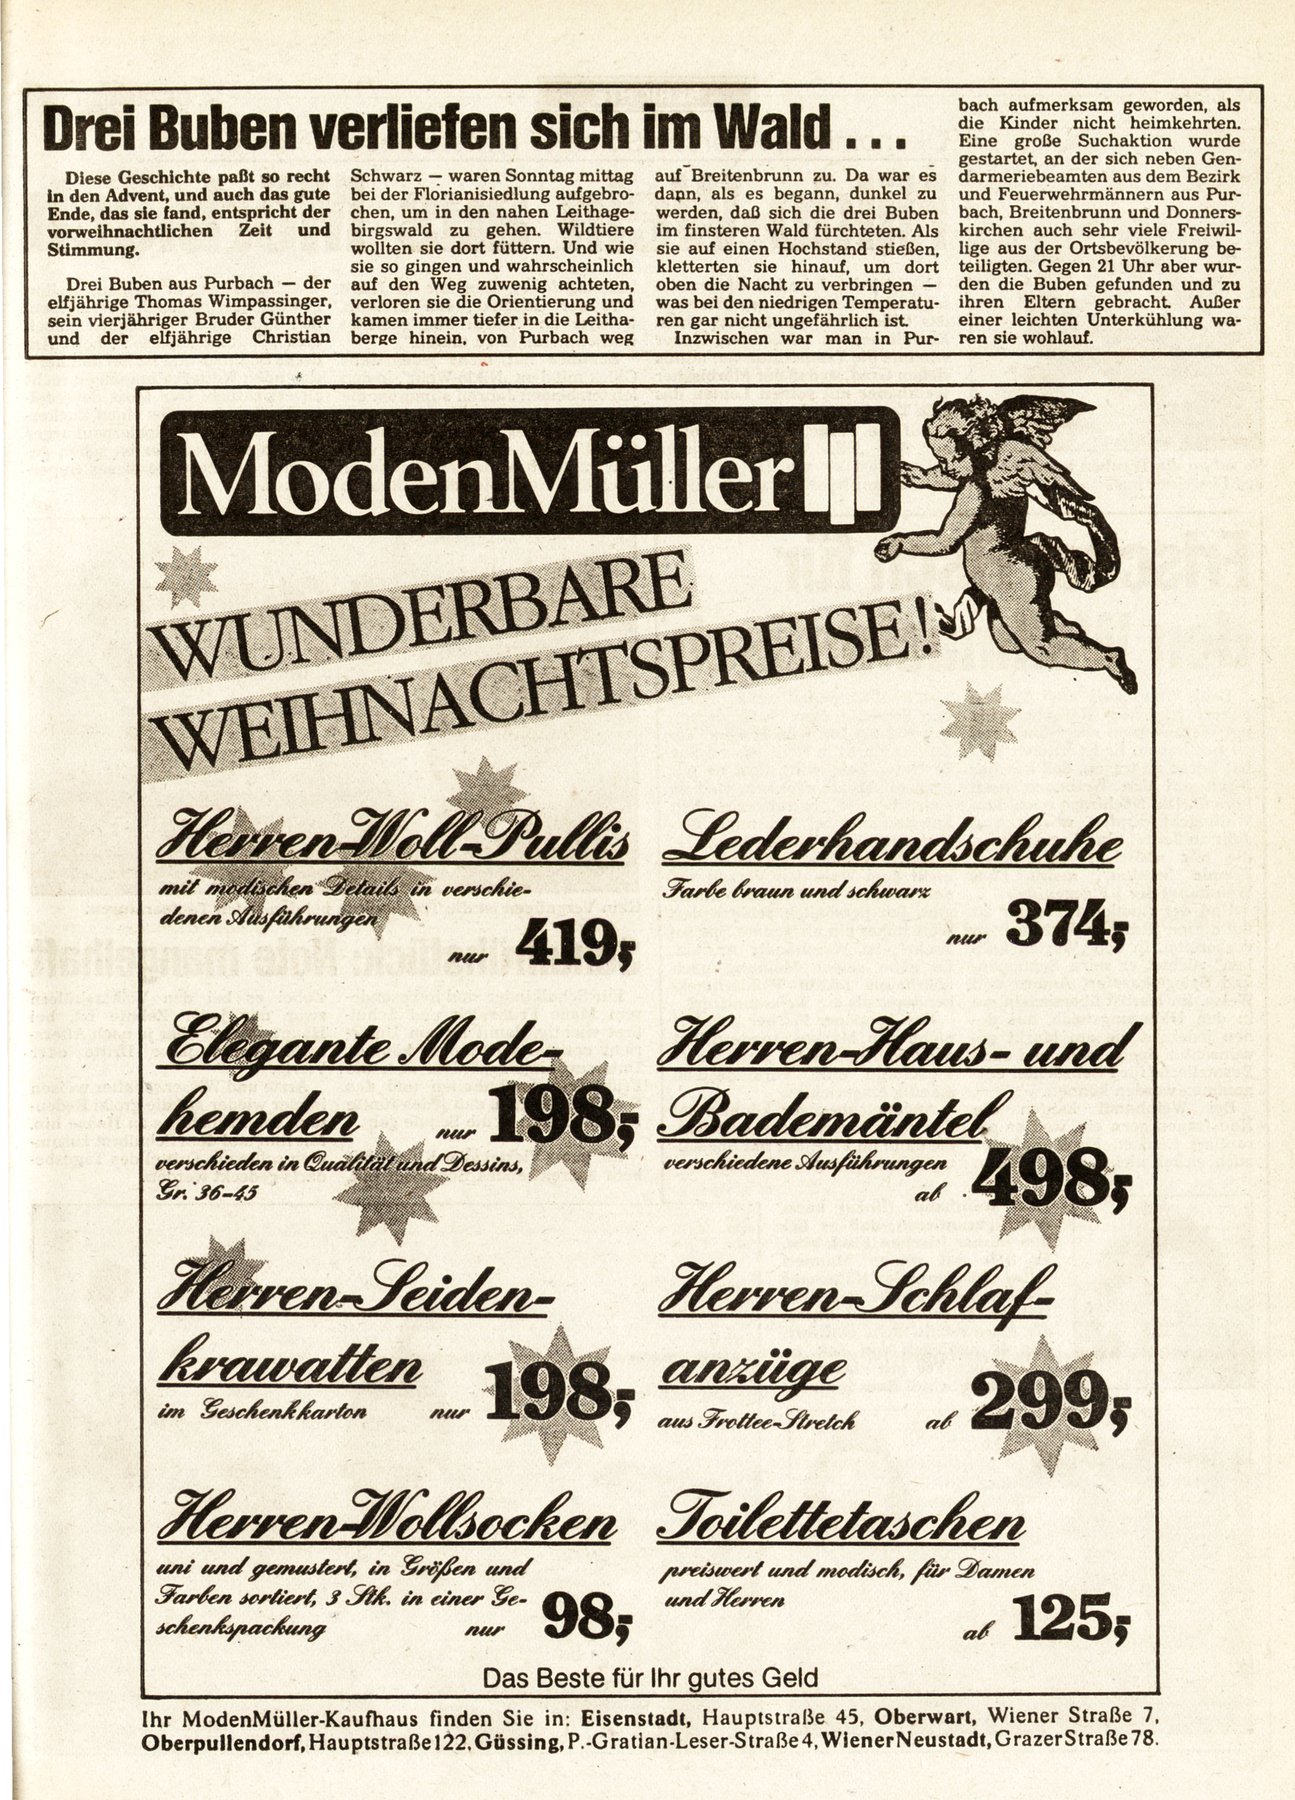 Drei Buben verliefen sich im Wald . . .
Diese Geschichte paßt so recht
in den Advent, und auch das gute
Ende, das sie fand, entspricht der
vorweihnachtlichen Zeit und
Stimmung.
Drei Buben aus Purbach — der
elfjährige Thomas Wimpassinger,
sein vierjähriger Bruder Günther
und der elfjährige Christian
Schwarz — waren Sonntag mittag
bei der Florianisiedlung aufgebro-
chen, um in den nahen Leithage-
birgswald zu gehen. Wildtiere
wollten sie dort füttern. Und wie
sie so gingen und wahrscheinlich
auf den Weg zuwenig achteten,
verloren sie die Orientierung und
kamen immer tiefer in die Leitha-
berge hinein, von Purbach weg
auf Breitenbrunn zu. Da war es
dann, als es begann, dunkel zu
werden, daß sich die drei Buben
im finsteren Wald fürchteten. Als
sie auf einen Hochstand stießen,
kletterten sie hinauf, um dort
oben die Nacht zu verbringen —
was bei den niedrigen Temperatu-
ren gar nicht ungefährlich ist.
Inzwischen war man in Pur-
bach aufmerksam geworden, als
die Kinder nicht heimkehrten.
Eine große Suchaktion wurde
gestartet, an der sich neben Gen-
darmeriebeamten aus dem Bezirk
und Feuerwehrmännern aus Pur-
bach, Breitenbrunn und Donners-
kirchen auch sehr viele Freiwil-
lige aus der Ortsbevölkerung be-
teiligten. Gegen 21 Uhr aber wur-
den die Buben gefunden und zu
ihren Eltern gebracht. Außer
einer leichten Unterkühlung wa-
ren sie wohlauf.
ModenMüller
WUNDERBARE
WEIHNACHTSPREISE!
Herren-Woll-Pullis
mit modischen Details in verschie-
denen Ausführungen
nur 419,-
Lederhandschuhe
Farbe braun und schwarz
nur 374,-
Elegante Mode-
hemden nur 198,-
verschieden in Qualität und Dessins,
Gr. 36-45
Herren-Haus- und
Bademäntel
verschiedene Ausführungen
ab 498,-
Herren-Seiden-
krawatten
im Geschenkkarton nur 198,-
Herren-Schlaf-
anzüge
aus Frottee-Stretch ab 299,-
Herren-Wollsocken
uni und gemustert, in Größen und
Farben sortiert, 3 Stk. in einer Ge-
schenkspackung nur 98,-
Toilettetaschen
preiswert und modisch, für Damen
und Herren
ab 125,-
Das Beste für Ihr gutes Geld
Ihr ModenMüller-Kaufhaus finden Sie in: Eisenstadt, Hauptstraße 45, Oberwart, Wiener Straße 7,
Oberpullendorf, Hauptstraße 122, Güssing, P.-Gratian-Leser-Straße 4, Wiener Neustadt, Grazer Straße 78.